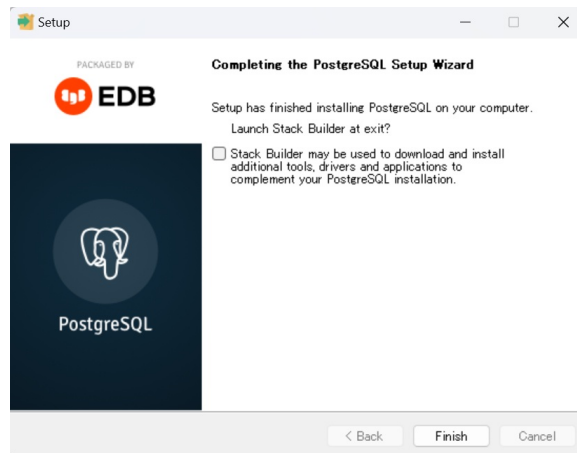 Setup
PACKAGED BY
EDB
PostgreSQL
Completing the PostgreSQL Setup Wizard
Setup has finished installing PostgreSQL on your computer.
Launch Stack Builder at exit?
Stack Builder may be used to download and install
additional tools, drivers and applications to
complement your PostgreSQL installation.
< Back
Finish
Cancel